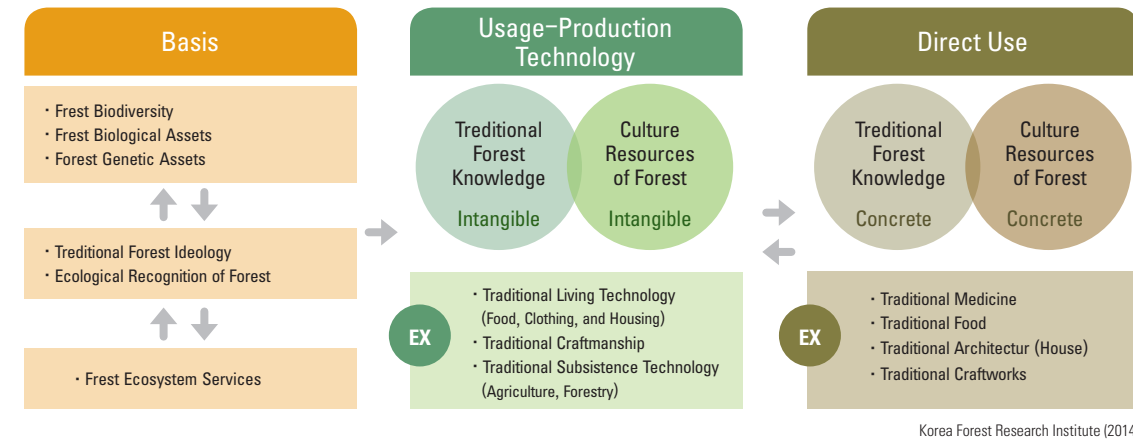 Basis
· Frest Biodiversity
· Frest Biological Assets
· Forest Genetic Assets
· Treditional Forest Ideology
· Ecological Recognition of Forest
· Frest Ecosystem Services
Usage–Production
Technology
Treditional
Forest
Knowledge
Intangible
Culture
Resources
of Forest
Intangible
EX
· Traditional Living Technology
(Food, Clothing, and Housing)
· Traditional Craftmanship
· Traditional Subsistence Technology
(Agriculture, Forestry)
Direct Use
Treditional
Forest
Knowledge
Concrete
Culture
Resources
of Forest
Concrete
EX
· Traditional Medicine
· Traditional Food
· Traditional Architectur (House)
· Traditional Craftworks
Korea Forest Research Institute (2014